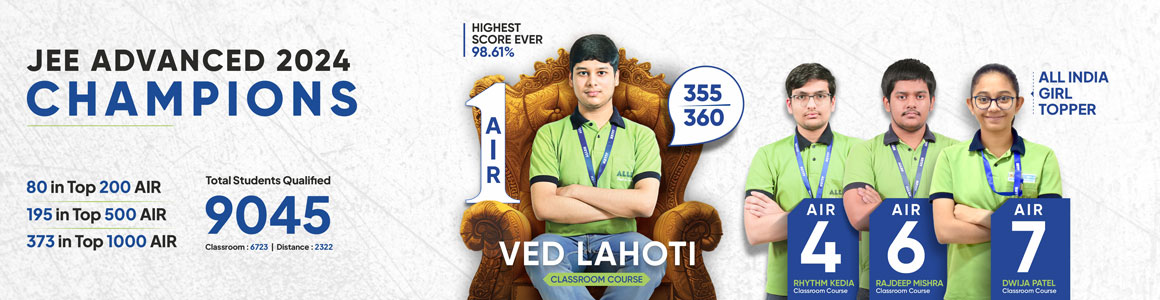 JEE ADVANCED 2024
CHAMPIONS
80 in Top 200 AIR
195 in Top 500 AIR
373 in Top 1000 AIR
Total Students Qualified
9045
Classroom : 6723 | Distance : 2322
HIGHEST
SCORE EVER
98.61%
1
AIR
355
360
VED LAHOTI
CLASSROOM COURSE
ALL INDIA
GIRL
TOPPER
AIR
4
RHYTHM KEDIA
Classroom Course
AIR
6
RAJDEEP MISHRA
Classroom Course
AIR
7
DWIJA PATEL
Classroom Course